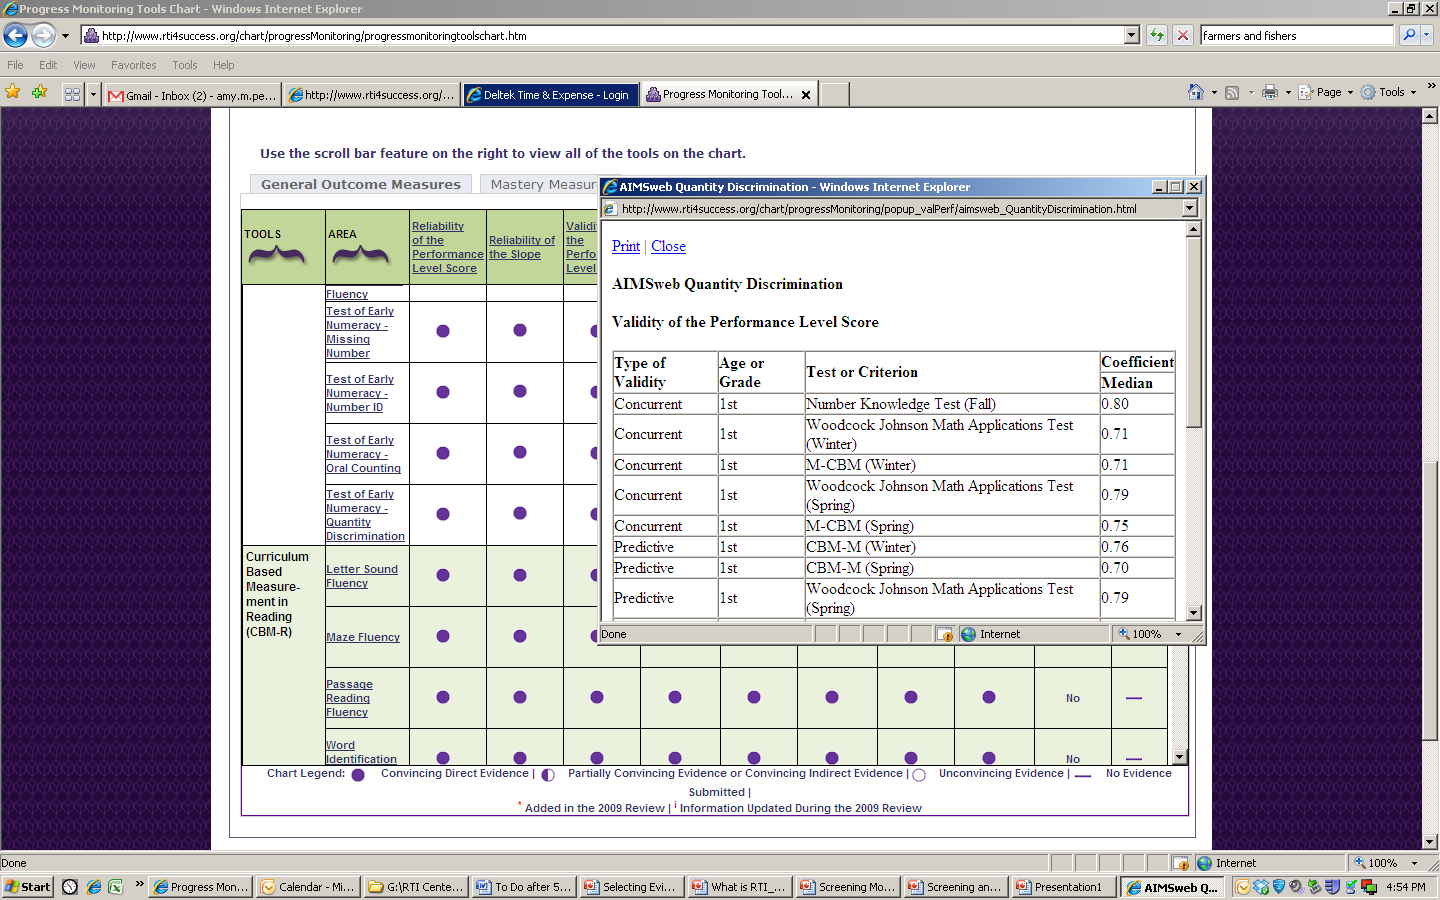 Progress Monitoring Tools Chart - Windows Internet Explorer
http://www.rti4success.org/chart/progressMonitoring/progressmonitoringtoolschart.htm
farmers and fishers
File Edit View Favorites Tools Help
Gmail - Inbox (2) - amy.m.pe...
http://www.rti4success.org/...
Deltek Time & Expense - Login
Progress Monitoring Tool...
Page
Tools
Use the scroll bar feature on the right to view all of the tools on the chart.
General Outcome Measures
Mastery Measur
TOOLS
AREA
Reliability
of the
Performance
Level Score
Reliability of
the Slope
Validi
the
Perfo
Level
Fluency
Test of Early
Numeracy -
Missing
Number
Test of Early
Numeracy -
Number ID
Test of Early
Numeracy -
Oral Counting
Test of Early
Numeracy -
Quantity
Discrimination
Curriculum
Based
Measure-
ment in
Reading
(CBM-R)
Letter Sound
Fluency
Maze Fluency
Passage
Reading
Fluency
No
Word
Identification
No
AIMSweb Quantity Discrimination - Windows Internet Explorer
http://www.rti4success.org/chart/progressMonitoring/popup_valPerf/aimsweb_QuantityDiscrimination.html
Print | Close
AIMSweb Quantity Discrimination
Validity of the Performance Level Score
Type of
Validity
Age or
Grade
Test or Criterion
Coefficient
Median
Concurrent 1st Number Knowledge Test (Fall) 0.80
Concurrent 1st Woodcock Johnson Math Applications Test
(Winter) 0.71
Concurrent 1st M-CBM (Winter) 0.71
Concurrent 1st Woodcock Johnson Math Applications Test
(Spring) 0.79
Concurrent 1st M-CBM (Spring) 0.75
Predictive 1st CBM-M (Winter) 0.76
Predictive 1st CBM-M (Spring) 0.70
Predictive 1st Woodcock Johnson Math Applications Test
(Spring) 0.79
Done
Internet
100%
Chart Legend: Convincing Direct Evidence | Partially Convincing Evidence or Convincing Indirect Evidence | Unconvincing Evidence | No Evidence
Submitted |
* Added in the 2009 Review | i Information Updated During the 2009 Review
Done
Internet
100%
Start
Progress Mon...
Calendar - Mi...
G:\RTI Cente...
To Do after 5...
Selecting Evi...
What is RTI_...
Screening Mo...
Screening an...
Presentation1
AIMSweb Q...
4:54 PM